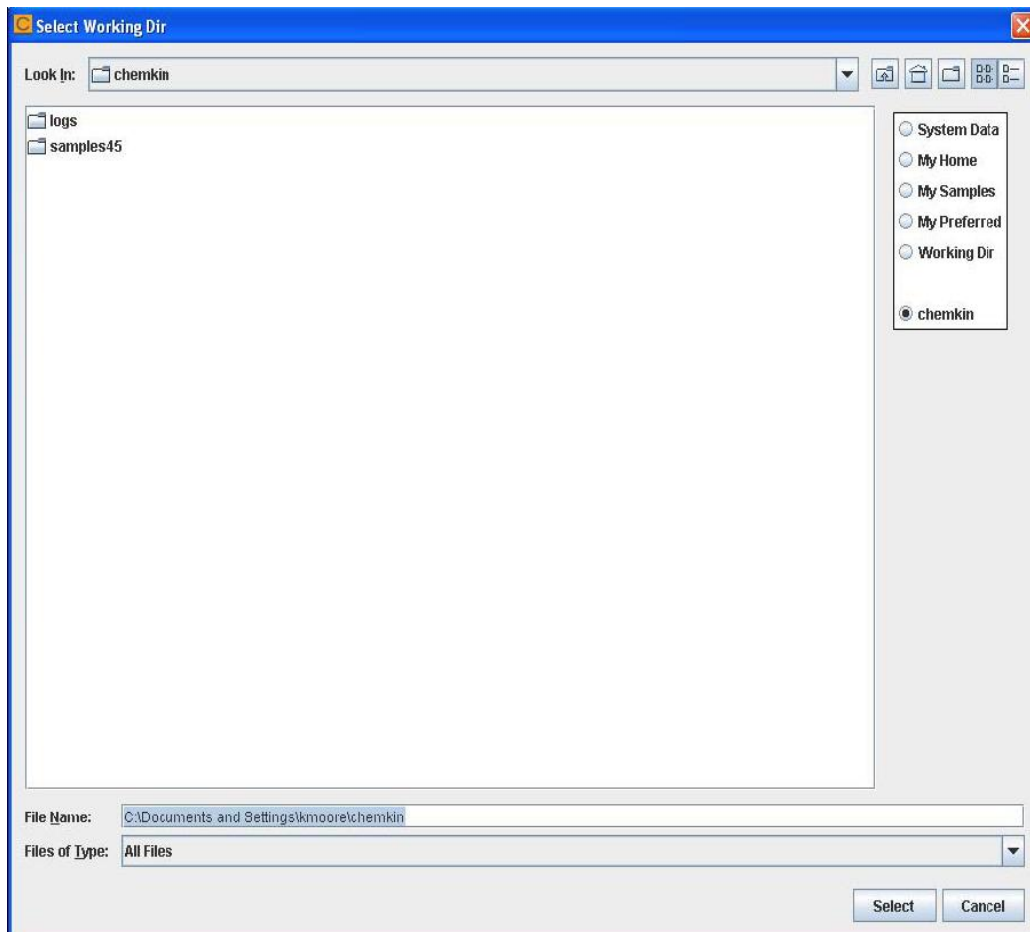 Select Working Dir
Look In: chemkin
logs
samples45
System Data
My Home
My Samples
My Preferred
Working Dir
chemkin
File Name: C:\Documents and Settings\kmoore\chemkin
Files of Type: All Files
Select Cancel